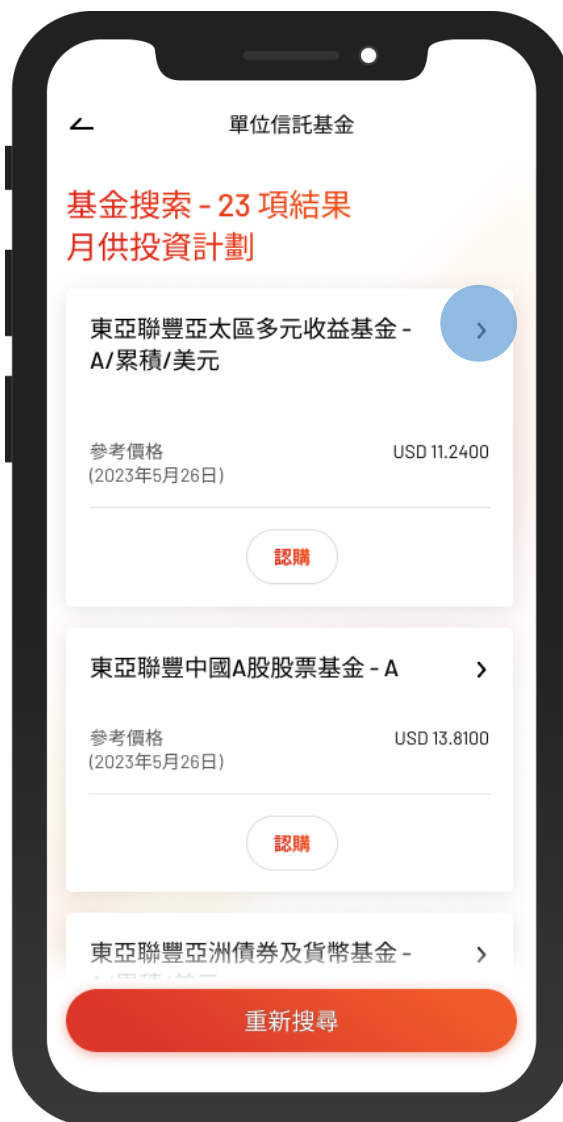 單位信託基金
基金搜索 - 23 項結果
月供投資計劃
東亞聯豐亞太區多元收益基金 -
A/累積/美元
參考價格 USD 11.2400
(2023年5月26日)
認購
東亞聯豐中國A股股票基金 - A
參考價格 USD 13.8100
(2023年5月26日)
認購
東亞聯豐亞洲債券及貨幣基金 -
重新搜尋